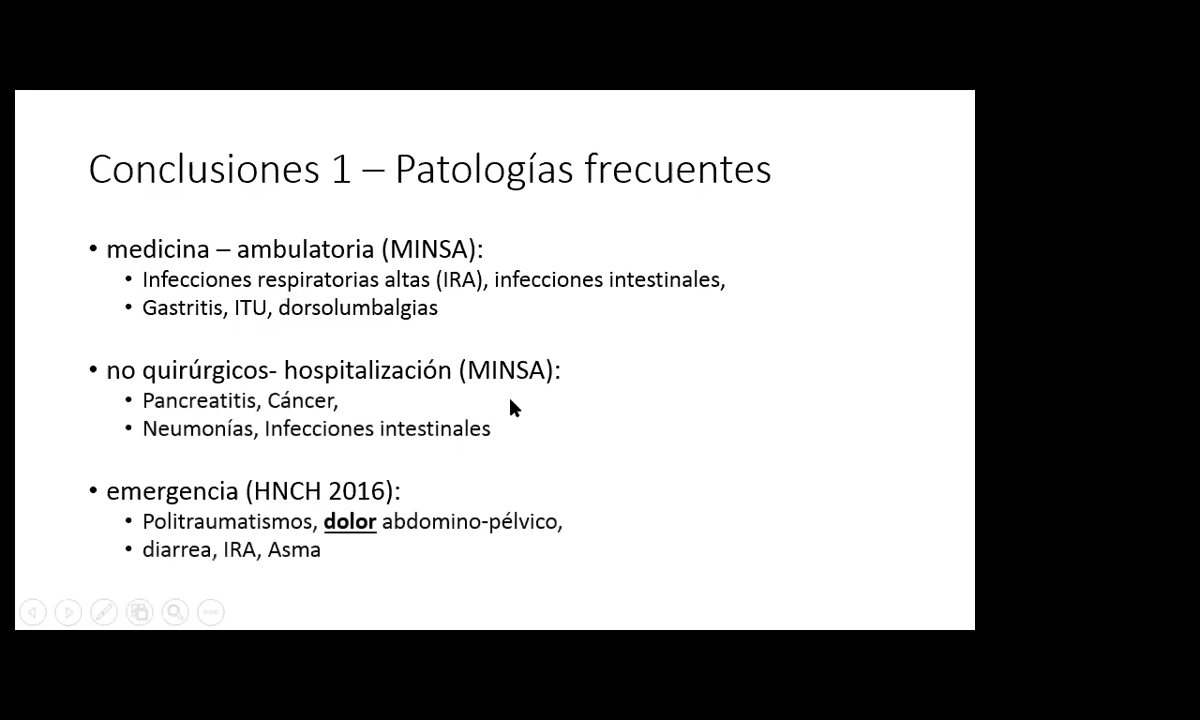 Conclusiones 1 – Patologías frecuentes
• medicina – ambulatoria (MINSA):
• Infecciones respiratorias altas (IRA), infecciones intestinales,
• Gastritis, ITU, dorsolumbalgias
• no quirúrgicos- hospitalización (MINSA):
• Pancreatitis, Cáncer,
• Neumonías, Infecciones intestinales
• emergencia (HNCH 2016):
• Politraumatismos, dolor abdomino-pélvico,
• diarrea, IRA, Asma